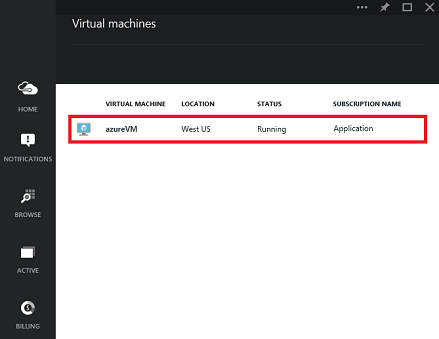 Virtual machines
HOME
NOTIFICATIONS
BROWSE
ACTIVE
BILLING
VIRTUAL MACHINE LOCATION STATUS SUBSCRIPTION NAME
azureVM West US Running Application